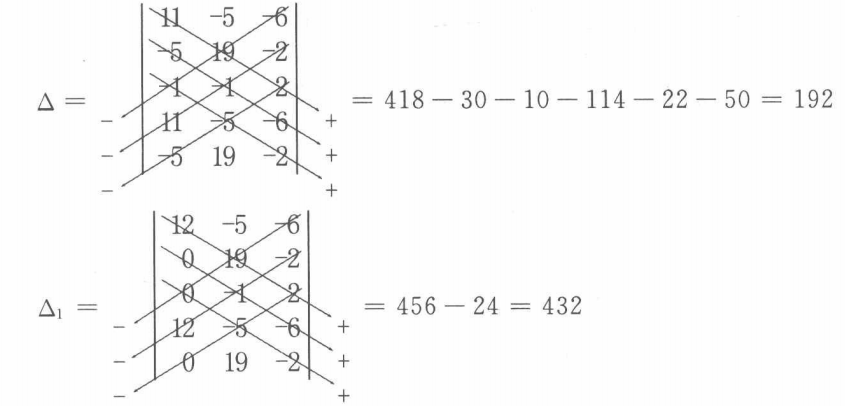 11 -5 -6
-5 19 -2
Δ = -1 -1 2 = 418 - 30 - 10 - 114 - 22 - 50 = 192
- 11 -5 -6 +
- -5 19 -2 +
- +
12 -5 -6
0 19 -2
Δ₁ = 0 -1 2 = 456 - 24 = 432
- 12 -5 -6 +
- 0 19 -2 +
- +